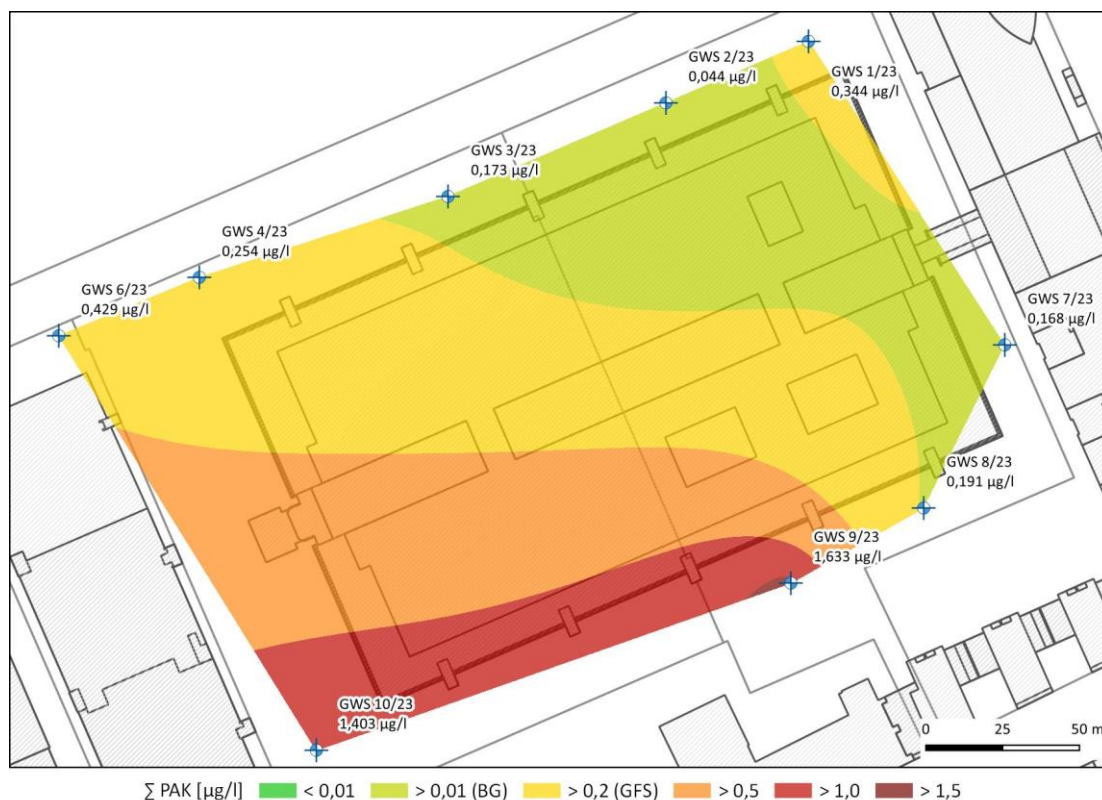 GWS 2/23
0,044 µg/l
GWS 1/23
0,344 µg/l
GWS 3/23
0,173 µg/l
GWS 4/23
0,254 µg/l
GWS 6/23
0,429 µg/l
GWS 7/23
0,168 µg/l
GWS 8/23
0,191 µg/l
GWS 9/23
1,633 µg/l
GWS 10/23
1,403 µg/l
0 25 50 m
∑ PAK [µg/l] < 0,01 > 0,01 (BG) > 0,2 (GFS) > 0,5 > 1,0 > 1,5